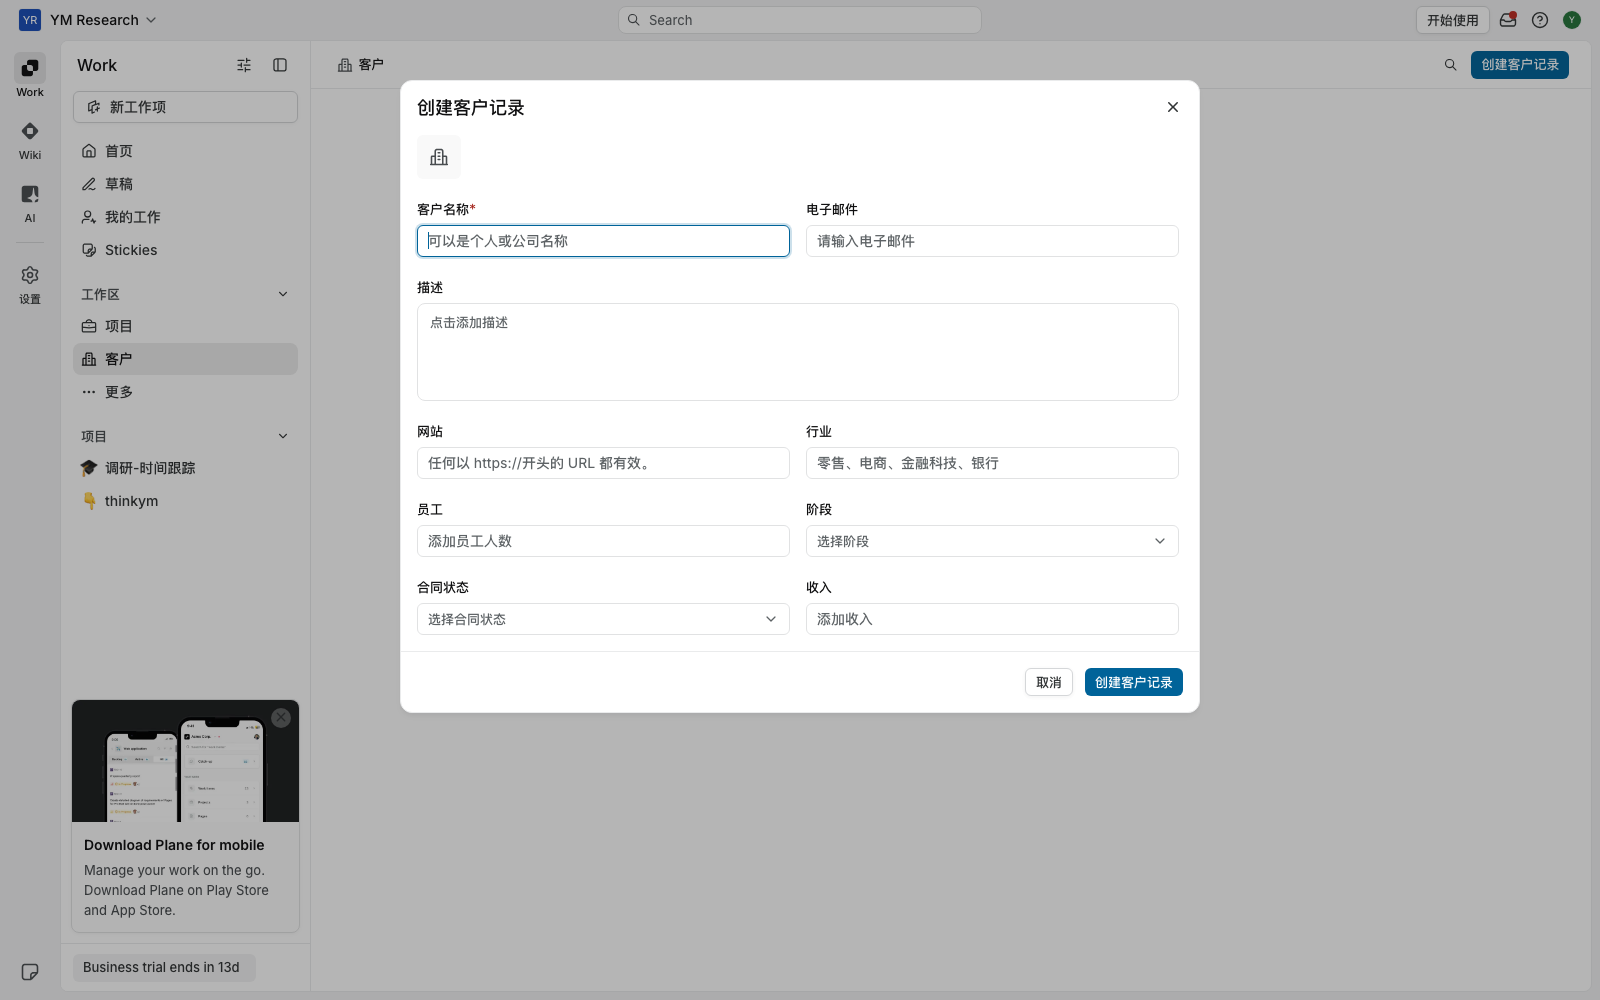 YR YM Research
Search
开始使用
Y
Work
Wiki
AI
设置
Work
新工作项
首页
草稿
我的工作
Stickies
工作区
项目
客户
更多
项目
调研-时间跟踪
thinkym
Download Plane for mobile
Manage your work on the go.
Download Plane on Play Store
and App Store.
Business trial ends in 13d
客户
创建客户记录
创建客户记录
客户名称*
可以是个人或公司名称
电子邮件
请输入电子邮件
描述
点击添加描述
网站
任何以 https://开头的 URL 都有效。
行业
零售、电商、金融科技、银行
员工
添加员工人数
阶段
选择阶段
合同状态
选择合同状态
收入
添加收入
取消
创建客户记录